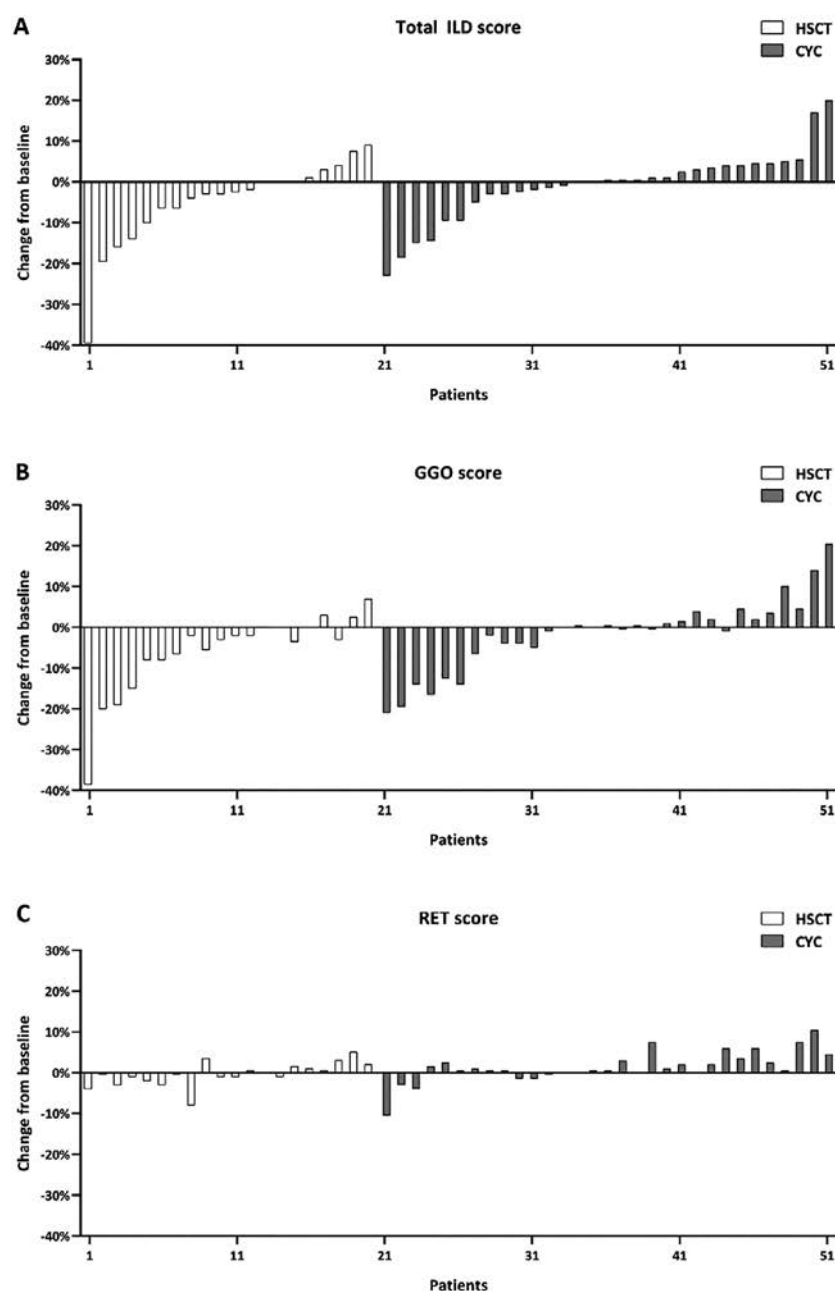 A
Total ILD score
HSCT
CYC
Change from baseline
30%
20%
10%
0%
-10%
-20%
-30%
-40%
1 11 21 31 41 51
Patients
B
GGO score
HSCT
CYC
Change from baseline
30%
20%
10%
0%
-10%
-20%
-30%
-40%
1 11 21 31 41 51
Patients
C
RET score
HSCT
CYC
Change from baseline
30%
20%
10%
0%
-10%
-20%
-30%
-40%
1 11 21 31 41 51
Patients